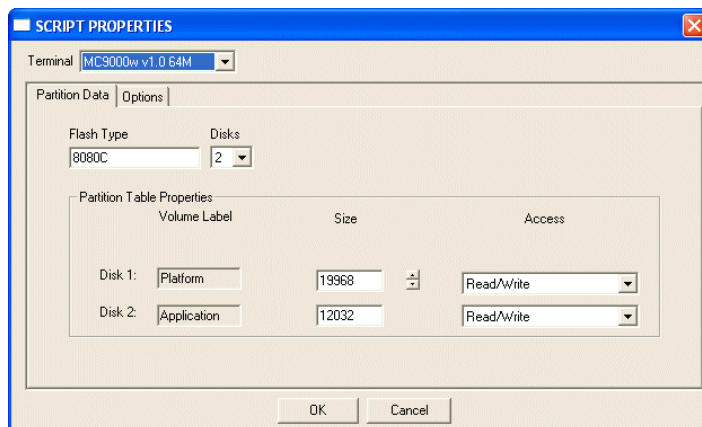 SCRIPT PROPERTIES
Terminal MC9000w v1.0 64M
Partition Data Options
Flash Type Disks
8080C 2
Partition Table Properties
Volume Label Size Access
Disk 1: Platform 19968 Read/Write
Disk 2: Application 12032 Read/Write
OK Cancel